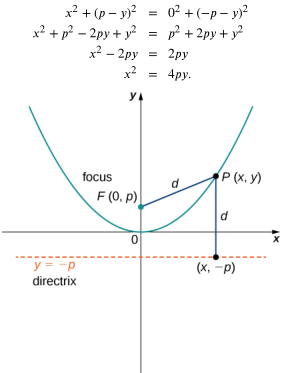 x² + (p − y)² = 0² + (−p − y)²
x² + p² − 2py + y² = p² + 2py + y²
x² − 2py = 2py
x² = 4py.
y
focus
d
P (x, y)
F (0, p)
d
0
x
y = −p
(x, −p)
directrix